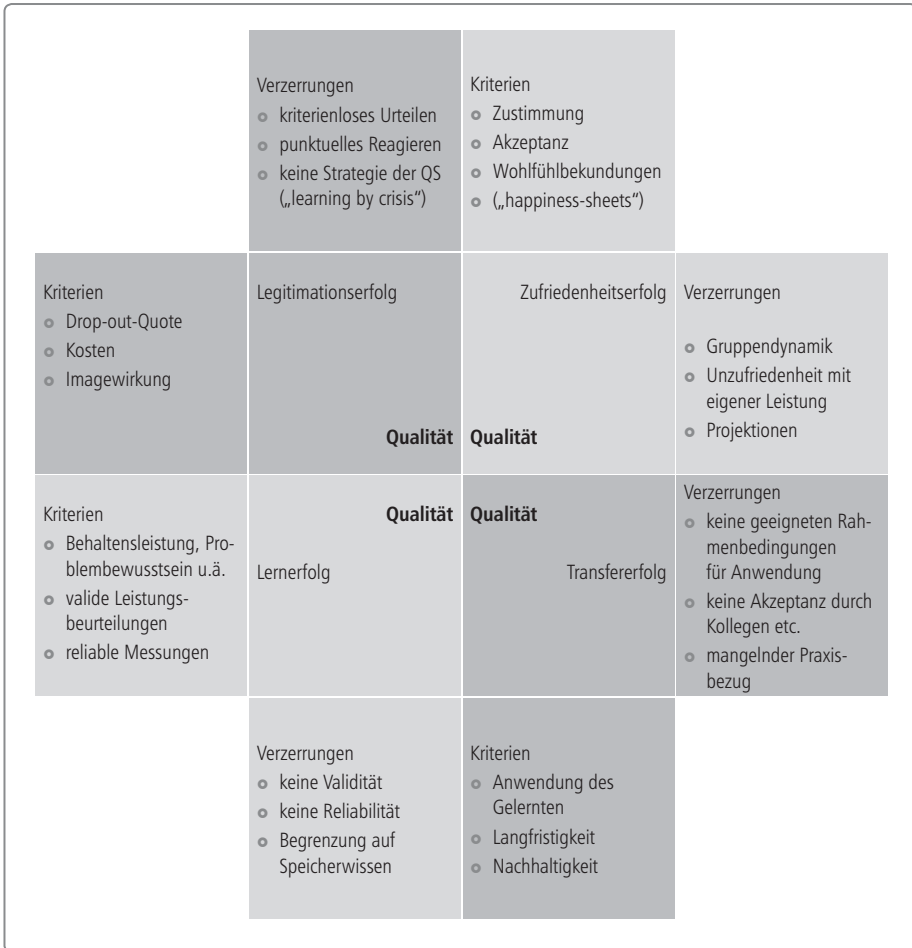 Verzerrungen
kriterienloses Urteilen
punktuelles Reagieren
keine Strategie der QS
(„learning by crisis“)
Kriterien
Zustimmung
Akzeptanz
Wohlfühlbekundungen
(„happiness-sheets“)
Kriterien
Drop-out-Quote
Kosten
Imagewirkung
Legitimationserfolg
Qualität
Zufriedenheitserfolg
Qualität
Verzerrungen
Gruppendynamik
Unzufriedenheit mit
eigener Leistung
Projektionen
Kriterien
Behaltensleistung, Pro-
blembewusstsein u.ä.
valide Leistungs-
beurteilungen
reliable Messungen
Qualität
Lernerfolg
Qualität
Transfererfolg
Verzerrungen
keine geeigneten Rah-
menbedingungen
für Anwendung
keine Akzeptanz durch
Kollegen etc.
mangelnder Praxis-
bezug
Verzerrungen
keine Validität
keine Reliabilität
Begrenzung auf
Speicherwissen
Kriterien
Anwendung des
Gelernten
Langfristigkeit
Nachhaltigkeit